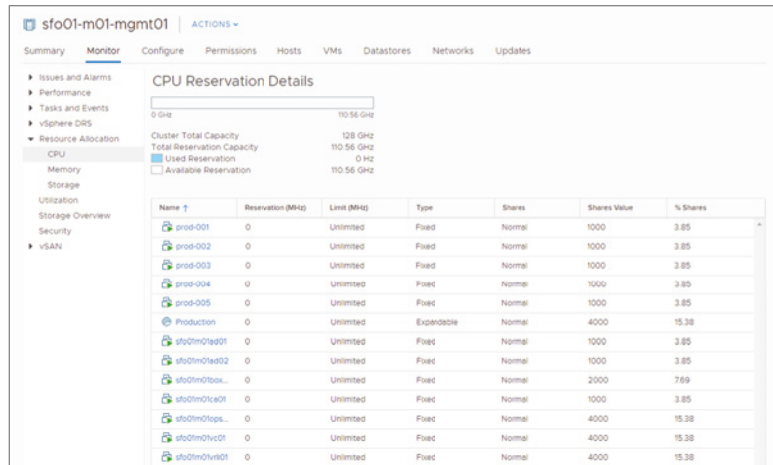 sfo01-m01-mgmt01 ACTIONS
Summary Monitor Configure Permissions Hosts VMs Datastores Networks Updates
Issues and Alarms
Performance
Tasks and Events
vSphere DRS
Resource Allocation
CPU
Memory
Storage
Utilization
Storage Overview
Security
vSAN
CPU Reservation Details
0 GHz 110.56 GHz
Cluster Total Capacity 128 GHz
Total Reservation Capacity 110.56 GHz
Used Reservation 0 Hz
Available Reservation 110.56 GHz
Name Reservation (MHz) Limit (MHz) Type Shares Shares Value % Shares
prod-001 0 Unlimited Fixed Normal 1000 3.85
prod-002 0 Unlimited Fixed Normal 1000 3.85
prod-003 0 Unlimited Fixed Normal 1000 3.85
prod-004 0 Unlimited Fixed Normal 1000 3.85
prod-005 0 Unlimited Fixed Normal 1000 3.85
Production 0 Unlimited Expandable Normal 4000 15.38
sfo01m01ad01 0 Unlimited Fixed Normal 1000 3.85
sfo01m01ad02 0 Unlimited Fixed Normal 1000 3.85
sfo01m01box... 0 Unlimited Fixed Normal 2000 7.69
sfo01m01ca01 0 Unlimited Fixed Normal 1000 3.85
sfo01m01ops... 0 Unlimited Fixed Normal 4000 15.38
sfo01m01vc01 0 Unlimited Fixed Normal 4000 15.38
sfo01m01vrli01 0 Unlimited Fixed Normal 4000 15.38